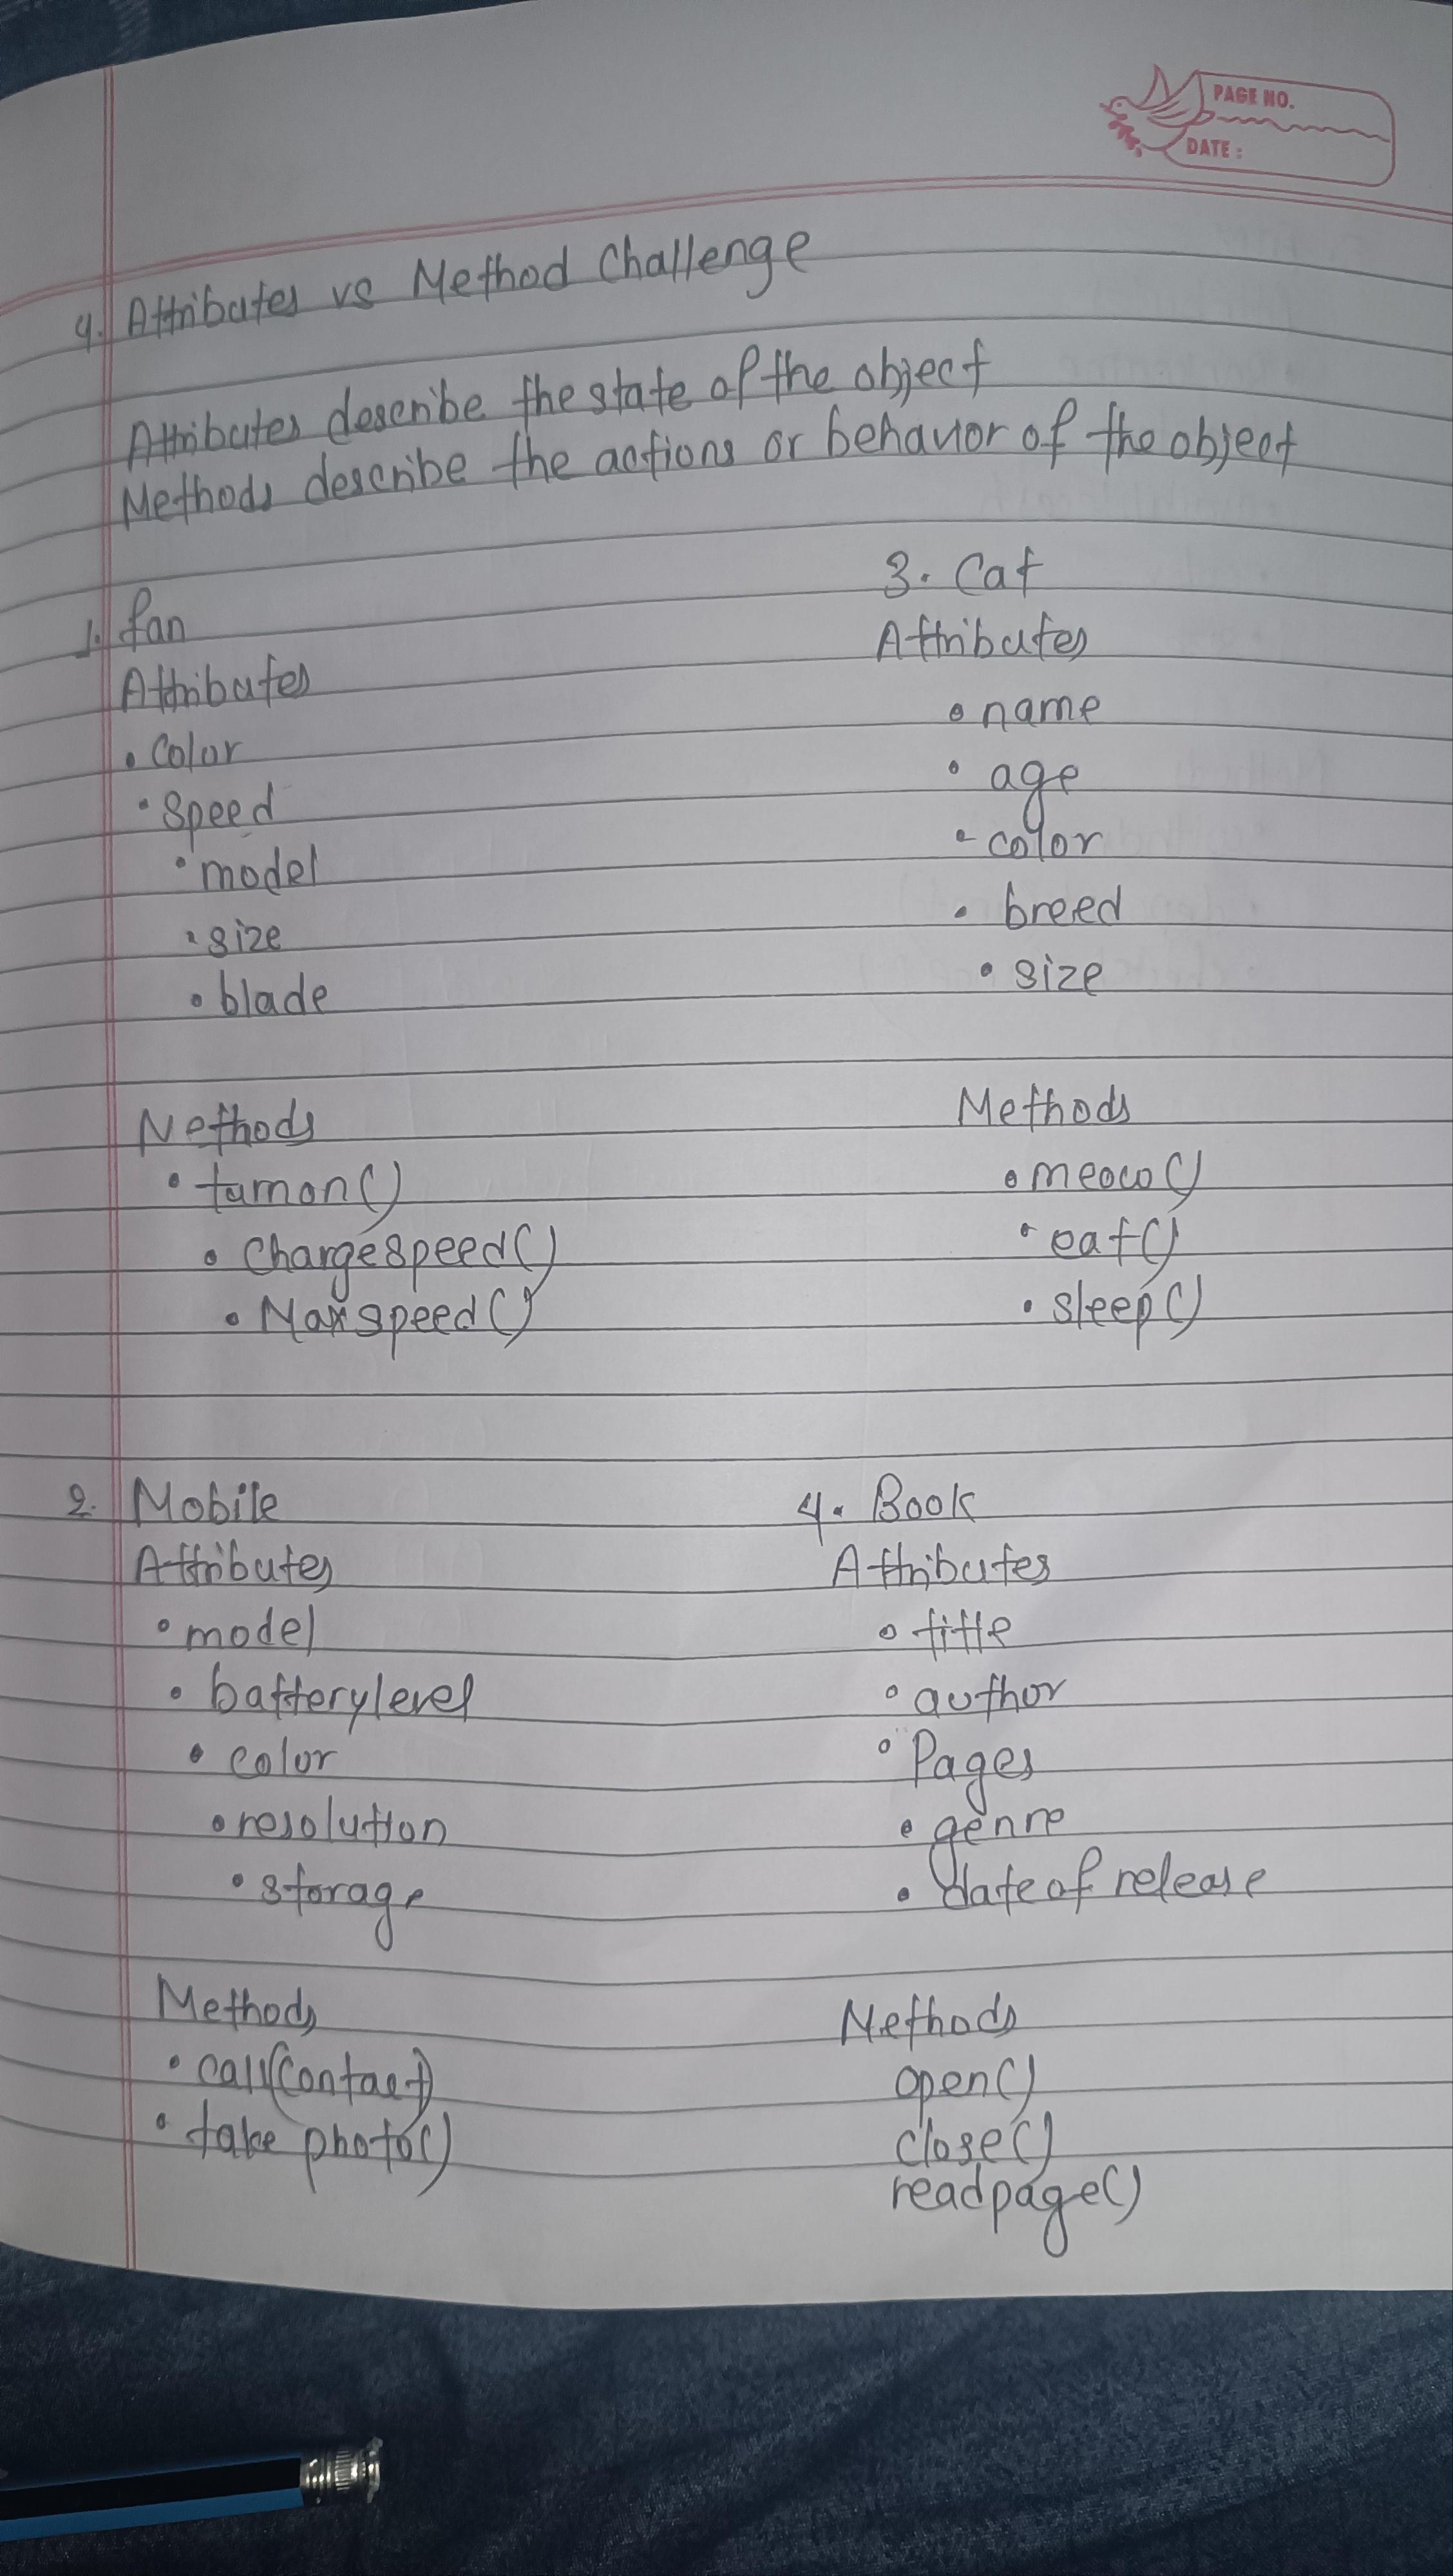 PAGE NO.
DATE :
4. Attributes vs Method Challenge
Attributes describe the state of the object
Methods describe the actions or behavior of the object
1. fan
Attributes
• Color
• Speed
• model
• size
• blade
Methods
• turnon()
• Chargespeed()
• Maxspeed()
3. Cat
Attributes
• name
• age
• color
• breed
• size
Methods
• meow()
• eat()
• sleep()
2. Mobile
Attributes
• model
• batterylevel
• color
• resolution
• storage
Methods
• call(Contact)
• take photo()
4. Book
Attributes
• title
• author
• Pages
• genre
• date of release
Methods
open()
close()
readpage()